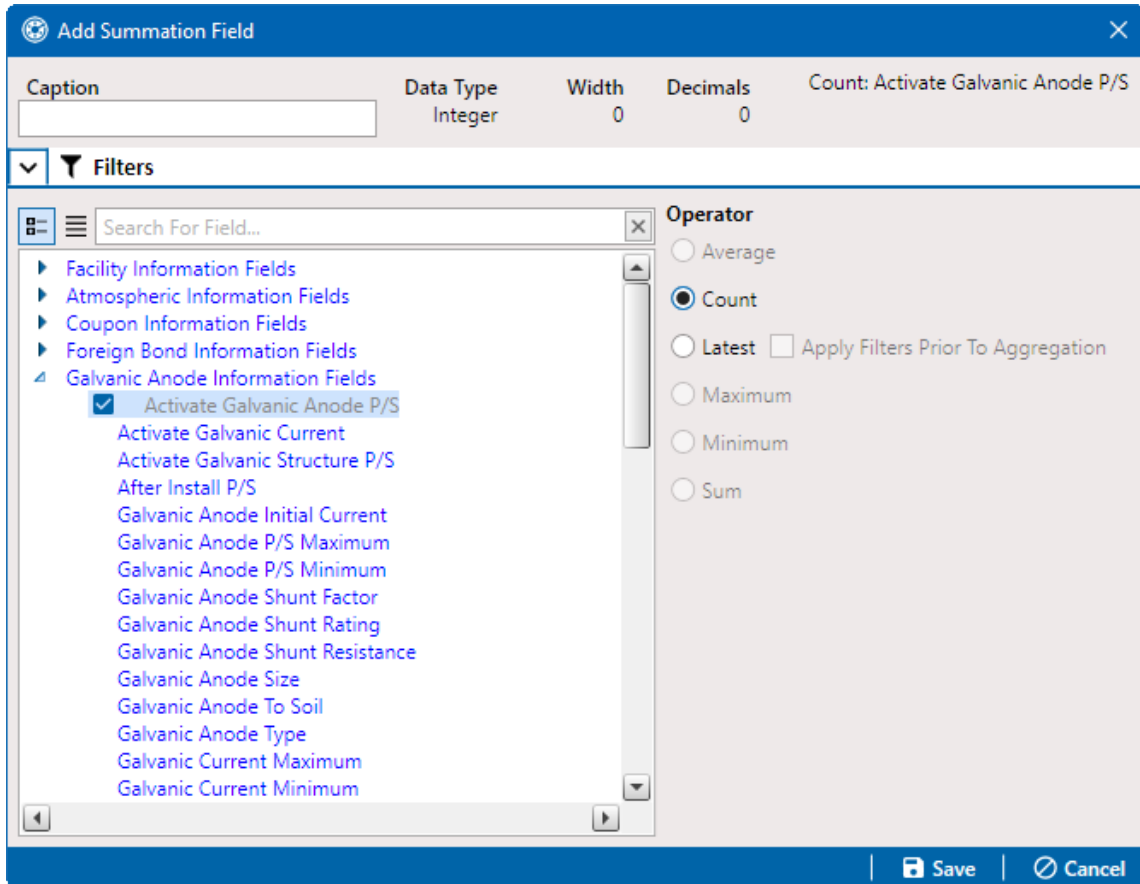 Add Summation Field
Caption
Data Type
Integer
Width
0
Decimals
0
Count: Activate Galvanic Anode P/S
Filters
Search For Field...
Facility Information Fields
Atmospheric Information Fields
Coupon Information Fields
Foreign Bond Information Fields
Galvanic Anode Information Fields
Activate Galvanic Anode P/S
Activate Galvanic Current
Activate Galvanic Structure P/S
After Install P/S
Galvanic Anode Initial Current
Galvanic Anode P/S Maximum
Galvanic Anode P/S Minimum
Galvanic Anode Shunt Factor
Galvanic Anode Shunt Rating
Galvanic Anode Shunt Resistance
Galvanic Anode Size
Galvanic Anode To Soil
Galvanic Anode Type
Galvanic Current Maximum
Galvanic Current Minimum
Operator
Average
Count
Latest Apply Filters Prior To Aggregation
Maximum
Minimum
Sum
Save
Cancel